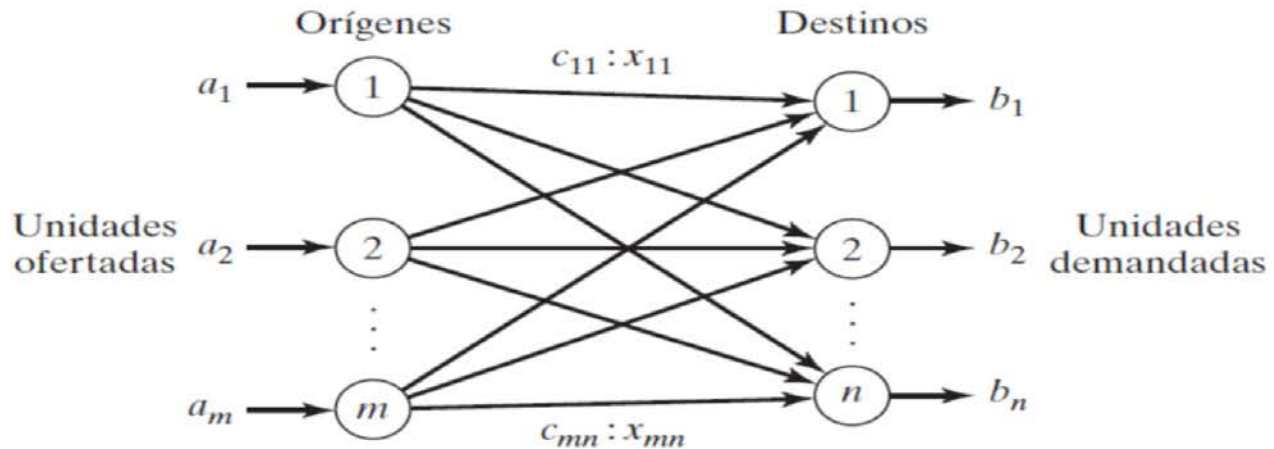 Orígenes
Destinos
c₁₁ : x₁₁
a₁
1
1
b₁
Unidades
ofertadas
a₂
2
2
b₂
Unidades
demandadas
⋮
⋮
aₘ
m
n
bₙ
cₘₙ : xₘₙ